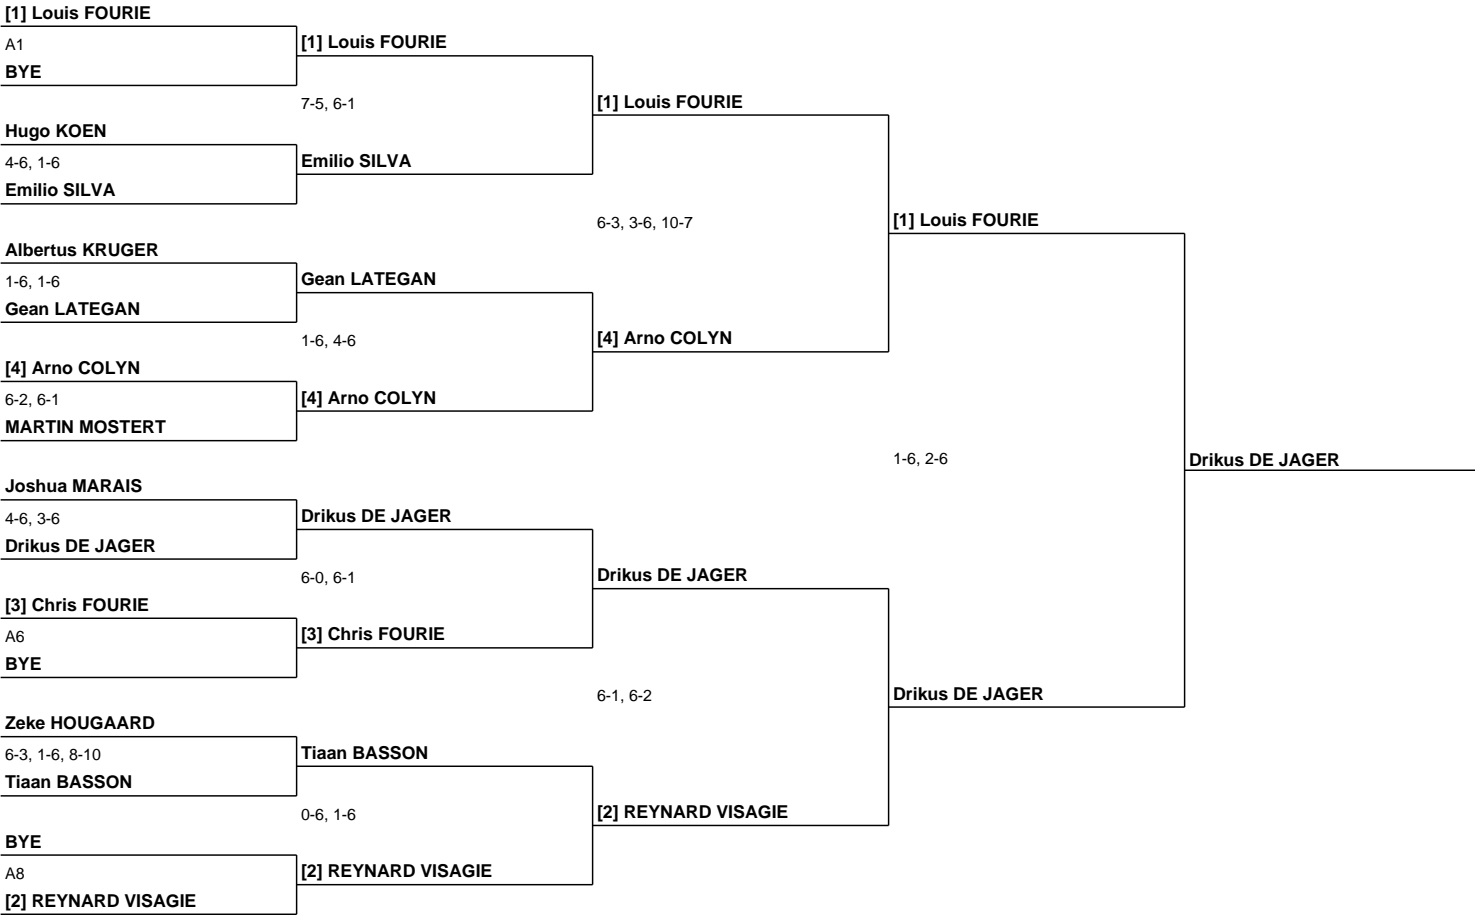 [1] Louis FOURIE
A1
[1] Louis FOURIE
BYE
7-5, 6-1
[1] Louis FOURIE
Hugo KOEN
4-6, 1-6
Emilio SILVA
Emilio SILVA
6-3, 3-6, 10-7
[1] Louis FOURIE
Albertus KRUGER
1-6, 1-6
Gean LATEGAN
Gean LATEGAN
1-6, 4-6
[4] Arno COLYN
[4] Arno COLYN
6-2, 6-1
[4] Arno COLYN
MARTIN MOSTERT
1-6, 2-6
Drikus DE JAGER
Joshua MARAIS
4-6, 3-6
Drikus DE JAGER
Drikus DE JAGER
6-0, 6-1
Drikus DE JAGER
[3] Chris FOURIE
A6
[3] Chris FOURIE
BYE
6-1, 6-2
Drikus DE JAGER
Zeke HOUGAARD
6-3, 1-6, 8-10
Tiaan BASSON
Tiaan BASSON
0-6, 1-6
[2] REYNARD VISAGIE
BYE
A8
[2] REYNARD VISAGIE
[2] REYNARD VISAGIE